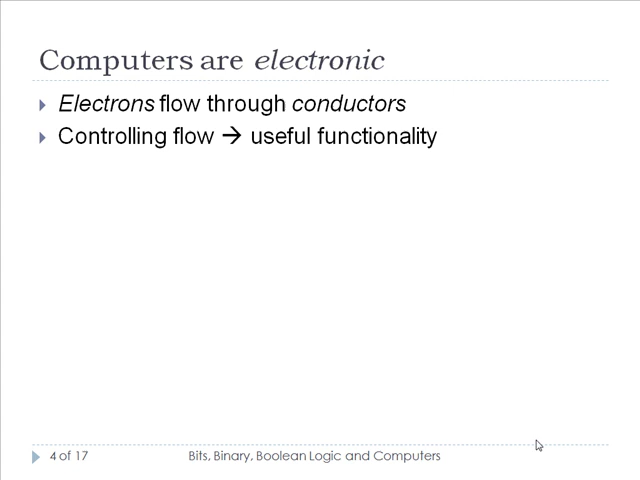 Computers are electronic
Electrons flow through conductors
Controlling flow → useful functionality
4 of 17
Bits, Binary, Boolean Logic and Computers